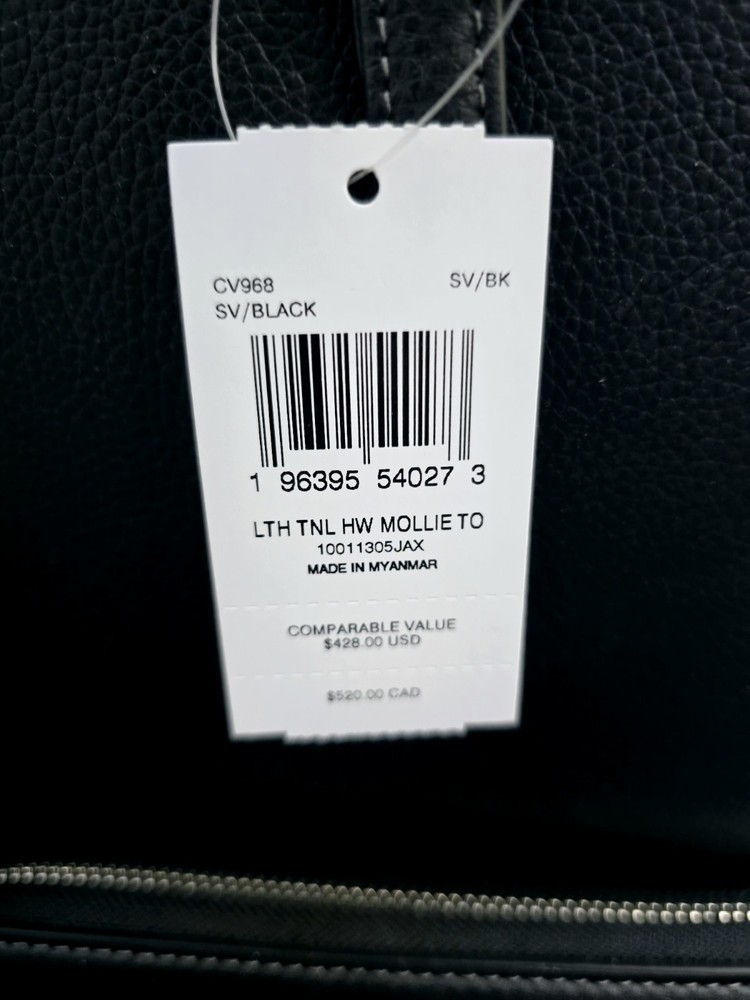 CV968 SV/BK
SV/BLACK
1 96395 54027 3
LTH TNL HW MOLLIE TO
10011305JAX
MADE IN MYANMAR
COMPARABLE VALUE
$428.00 USD
$520.00 CAD